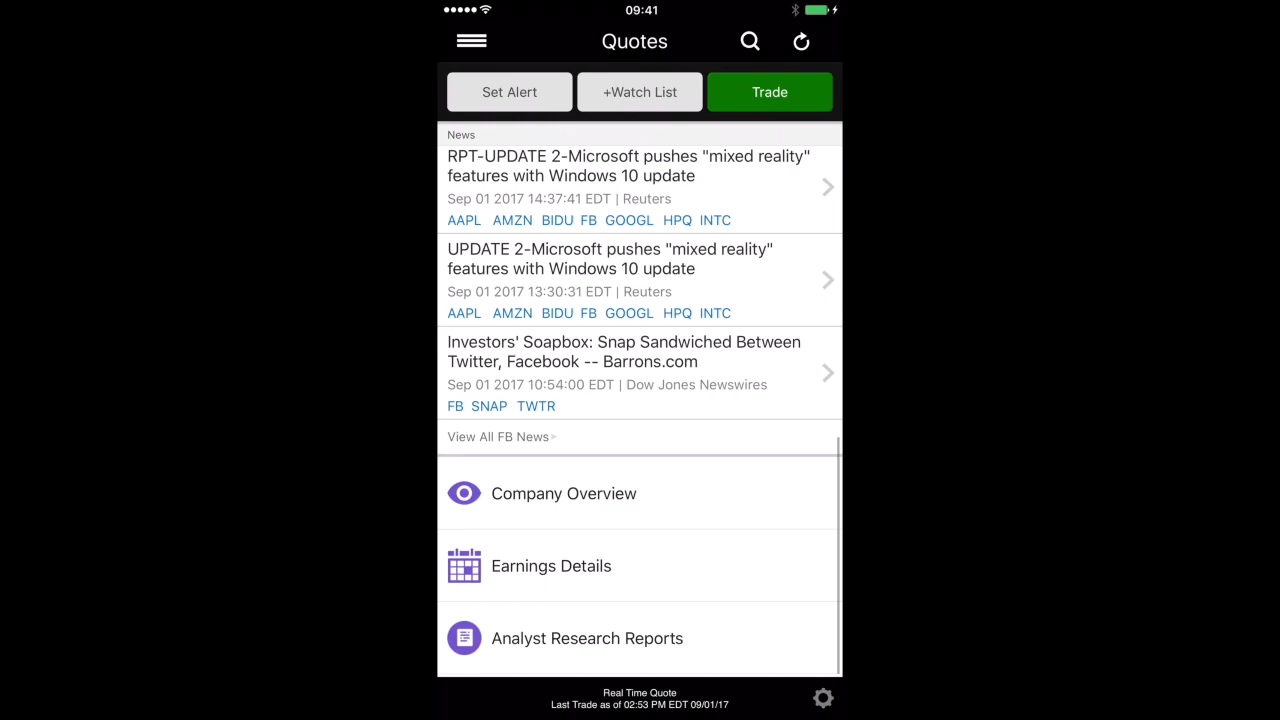 09:41
Quotes
Set Alert
+Watch List
Trade
News
RPT-UPDATE 2-Microsoft pushes "mixed reality"
features with Windows 10 update
Sep 01 2017 14:37:41 EDT | Reuters
AAPL AMZN BIDU FB GOOGL HPQ INTC
UPDATE 2-Microsoft pushes "mixed reality"
features with Windows 10 update
Sep 01 2017 13:30:31 EDT | Reuters
AAPL AMZN BIDU FB GOOGL HPQ INTC
Investors' Soapbox: Snap Sandwiched Between
Twitter, Facebook -- Barrons.com
Sep 01 2017 10:54:00 EDT | Dow Jones Newswires
FB SNAP TWTR
View All FB News
Company Overview
Earnings Details
Analyst Research Reports
Real Time Quote
Last Trade as of 02:53 PM EDT 09/01/17